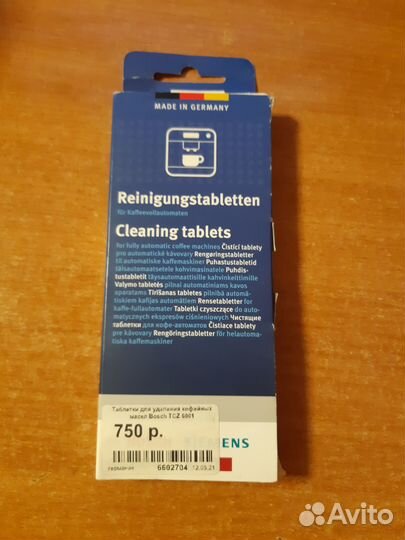 MADE IN GERMANY
Reinigungstabletten
für Kaffeevollautomaten
Cleaning tablets
for fully automatic coffee machines Čisticí tablety
pro automatické kávovary Rengøringstabletter
til automatiske kaffemaskiner Puhastustabletid
täisautomaatsetele kohvimasinatele Puhdis-
tustabletit täysautomaattisille kahvinkeittimille
Valymo tabletės pilnai automatiniams kavos
aparatams Tīrīšanas tabletes pilnībā automā-
tiskiem kafijas automātiem Rensetabletter for
kaffe-automater Tabletki czyszczące do auto-
matycznych ekspresów ciśnieniowych Чистящие
таблетки для кофе-автоматов Čistiace tablety
pre kávovary Rengöringstabletter för helautoma-
tiska kaffemaskiner
Таблетки для удаления кофейных
масел Bosch TCZ 6001
750 р.
германия 6602704 12.05.21
EMENS
Avito